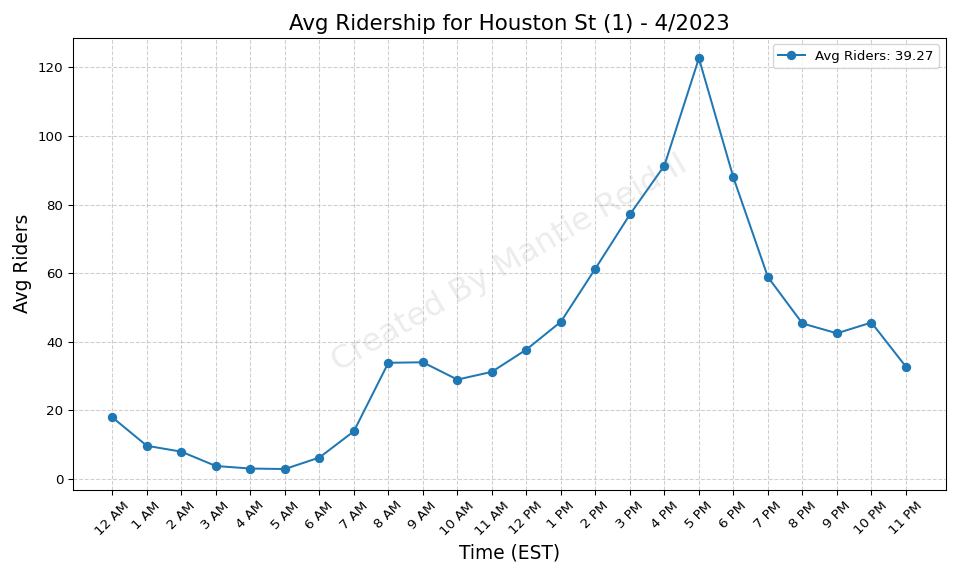 Avg Ridership for Houston St (1) - 4/2023
Avg Riders: 39.27
120
100
80
60
40
20
0
Avg Riders
Created By Mantie Reid II
12 AM
1 AM
2 AM
3 AM
4 AM
5 AM
6 AM
7 AM
8 AM
9 AM
10 AM
11 AM
12 PM
1 PM
2 PM
3 PM
4 PM
5 PM
6 PM
7 PM
8 PM
9 PM
10 PM
11 PM
Time (EST)